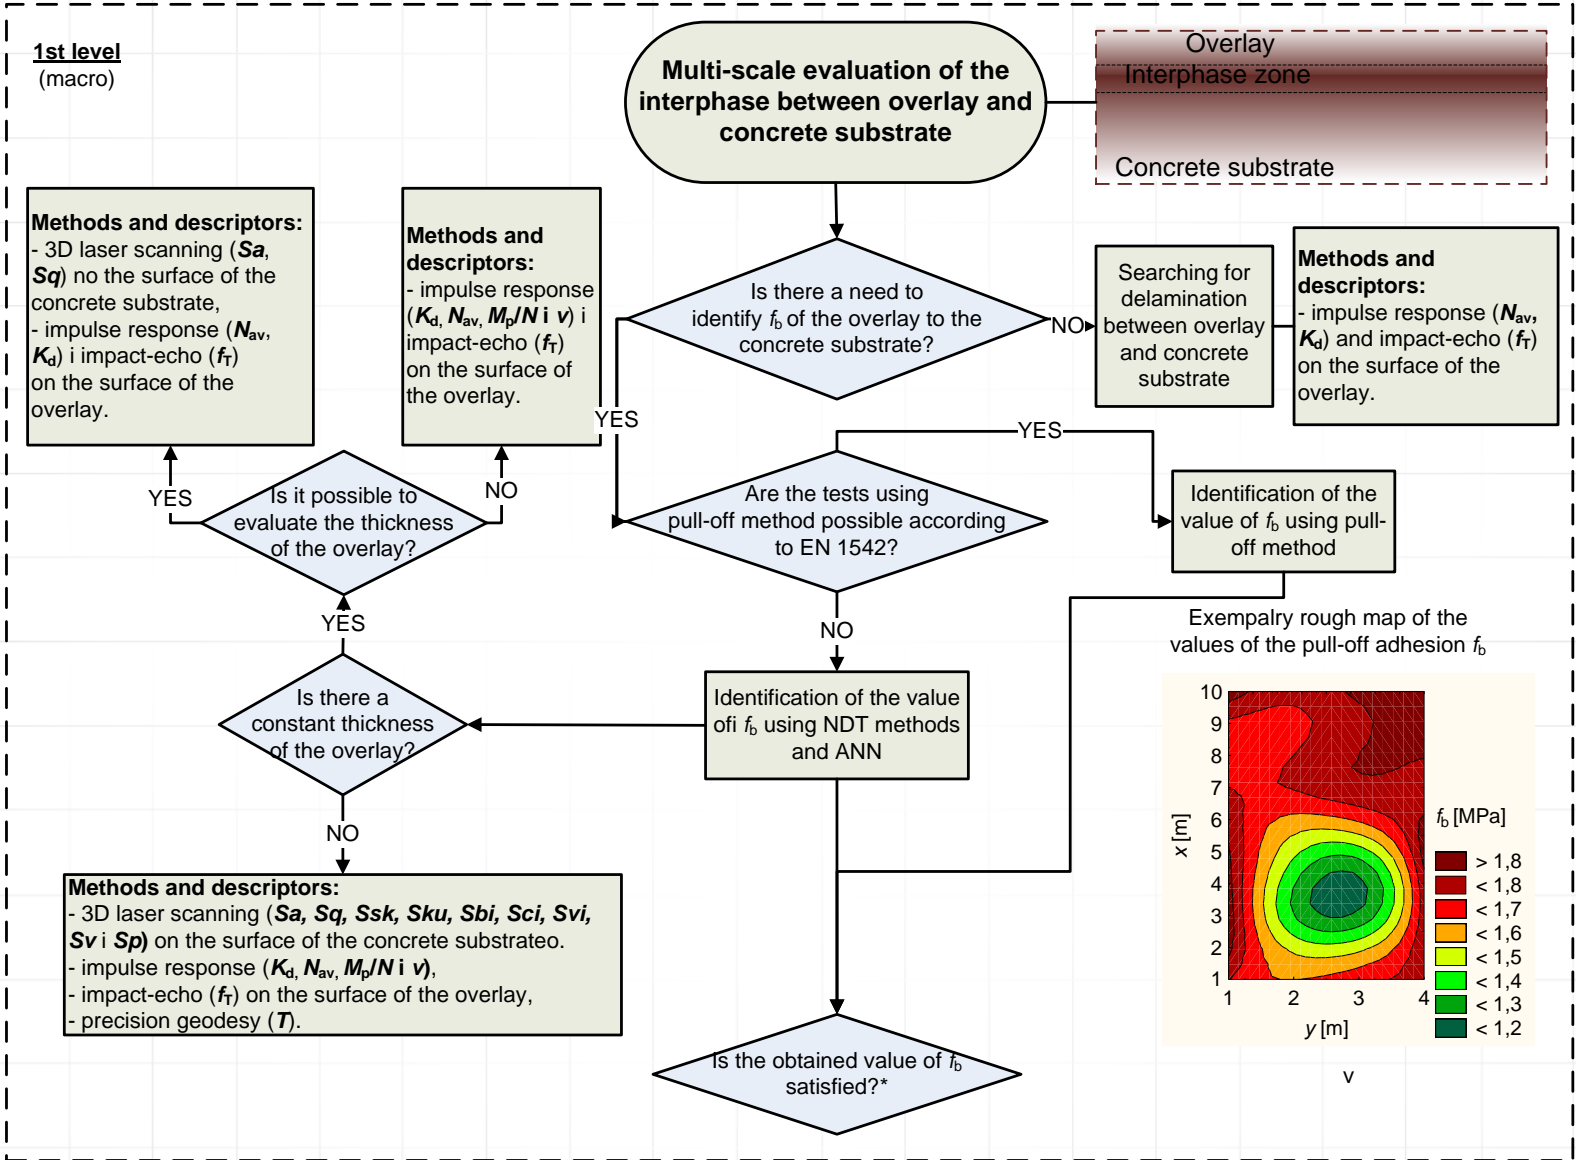 1st level
(macro)
Multi-scale evaluation of the
interphase between overlay and
concrete substrate
Overlay
Interphase zone
Concrete substrate
Methods and descriptors:
- 3D laser scanning (Sa,
Sq) no the surface of the
concrete substrate,
- impulse response (Nav,
Kd) i impact-echo (fT)
on the surface of the
overlay.
Methods and
descriptors:
- impulse response
(Kd, Nav, Mp/N i v) i
impact-echo (fT)
on the surface of
the overlay.
Is there a need to
identify fb of the overlay to the
concrete substrate?
NO
Searching for
delamination
between overlay
and concrete
substrate
Methods and
descriptors:
- impulse response (Nav,
Kd) and impact-echo (fT)
on the surface of the
overlay.
YES
YES
YES
NO
Is it possible to
evaluate the thickness
of the overlay?
Are the tests using
pull-off method possible according
to EN 1542?
Identification of the
value of fb using pull-
off method
YES
NO
Exempalry rough map of the
values of the pull-off adhesion fb
Is there a
constant thickness
of the overlay?
Identification of the value
ofi fb using NDT methods
and ANN
NO
Methods and descriptors:
- 3D laser scanning (Sa, Sq, Ssk, Sku, Sbi, Sci, Svi,
Sv i Sp) on the surface of the concrete substrateo.
- impulse response (Kd, Nav, Mp/N i v),
- impact-echo (fT) on the surface of the overlay,
- precision geodesy (T).
10
9
8
7
6
5
4
3
2
1
x [m]
1 2 3 4
y [m]
fb [MPa]
> 1,8
< 1,8
< 1,7
< 1,6
< 1,5
< 1,4
< 1,3
< 1,2
Is the obtained value of fb
satisfied?*
v